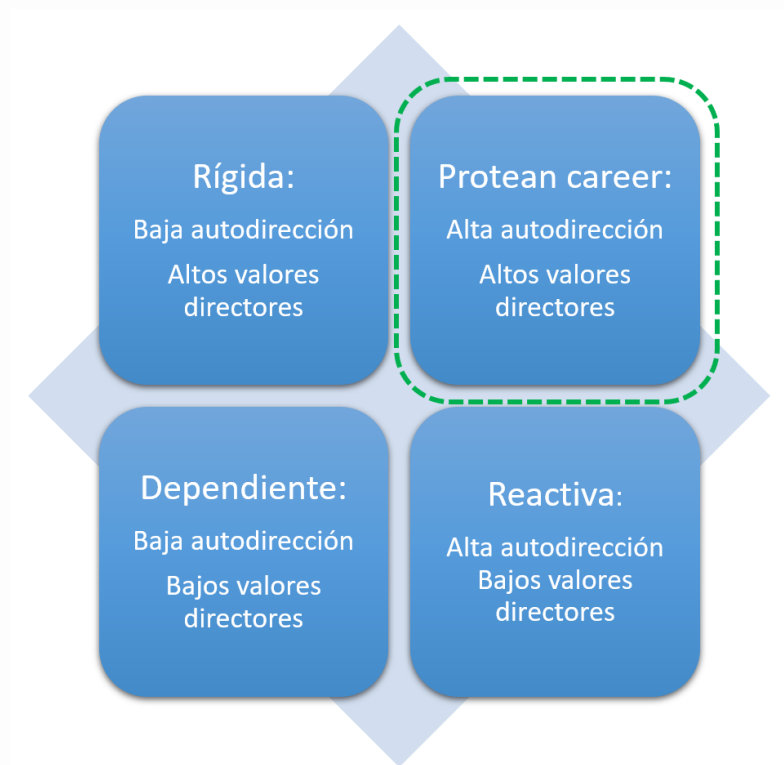 Rígida:
Baja autodirección
Altos valores
directores
Protean career:
Alta autodirección
Altos valores
directores
Dependiente:
Baja autodirección
Bajos valores
directores
Reactiva:
Alta autodirección
Bajos valores
directores